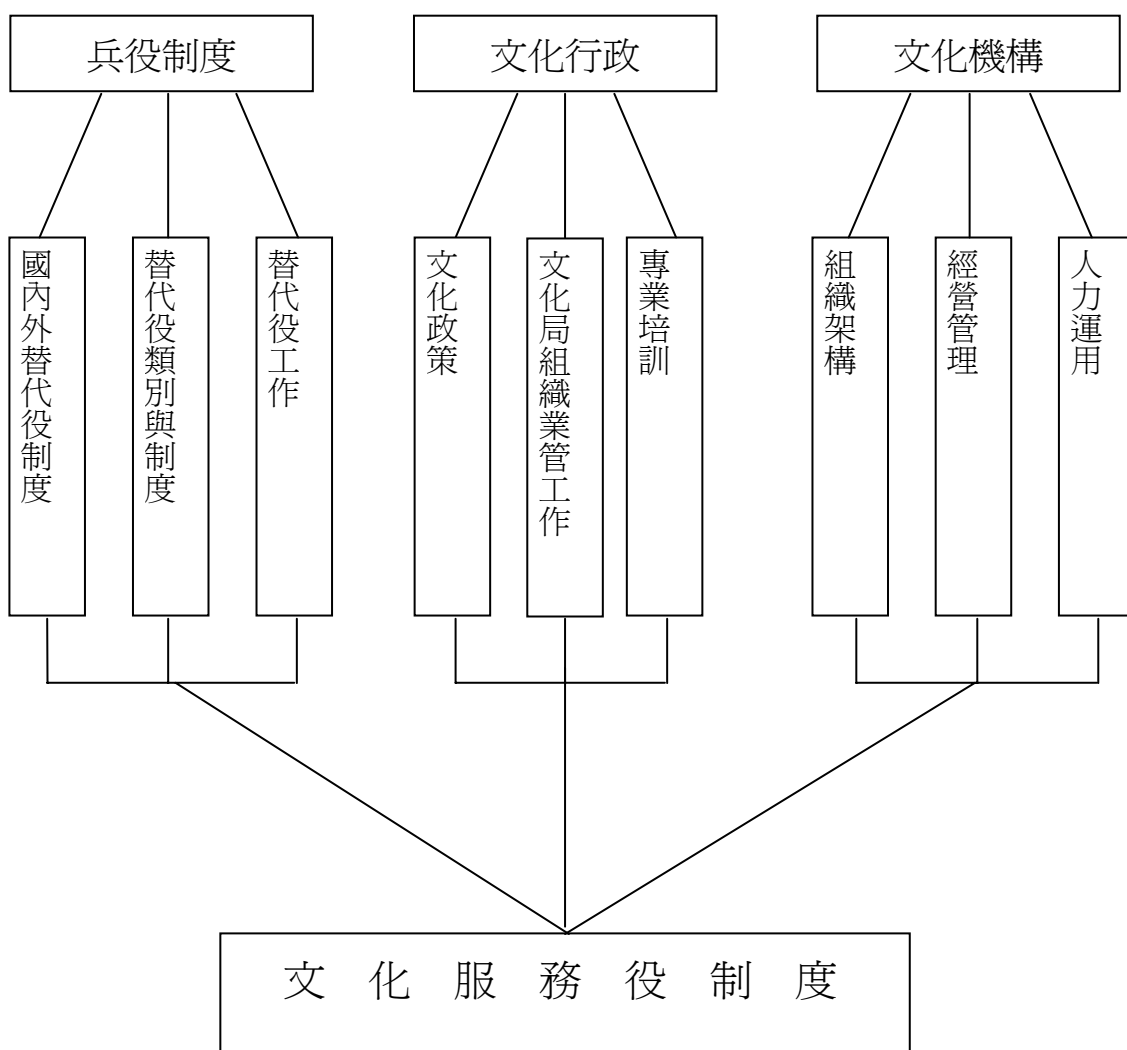 兵役制度
文化行政
文化機構
國內外替代役制度
替代役類別與制度
替代役工作
文化政策
文化局組織業管工作
專業培訓
組織架構
經營管理
人力運用
文化服務役制度